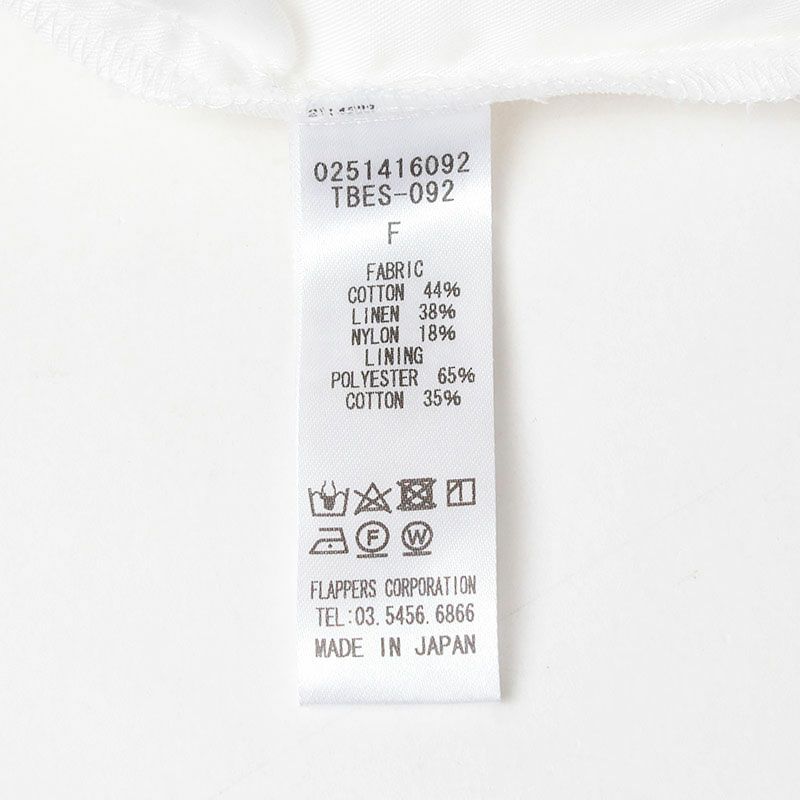 0251416092
TBES-092
F
FABRIC
COTTON 44%
LINEN 38%
NYLON 18%
LINING
POLYESTER 65%
COTTON 35%
F W
FLAPPERS CORPORATION
TEL:03.5456.6866
MADE IN JAPAN